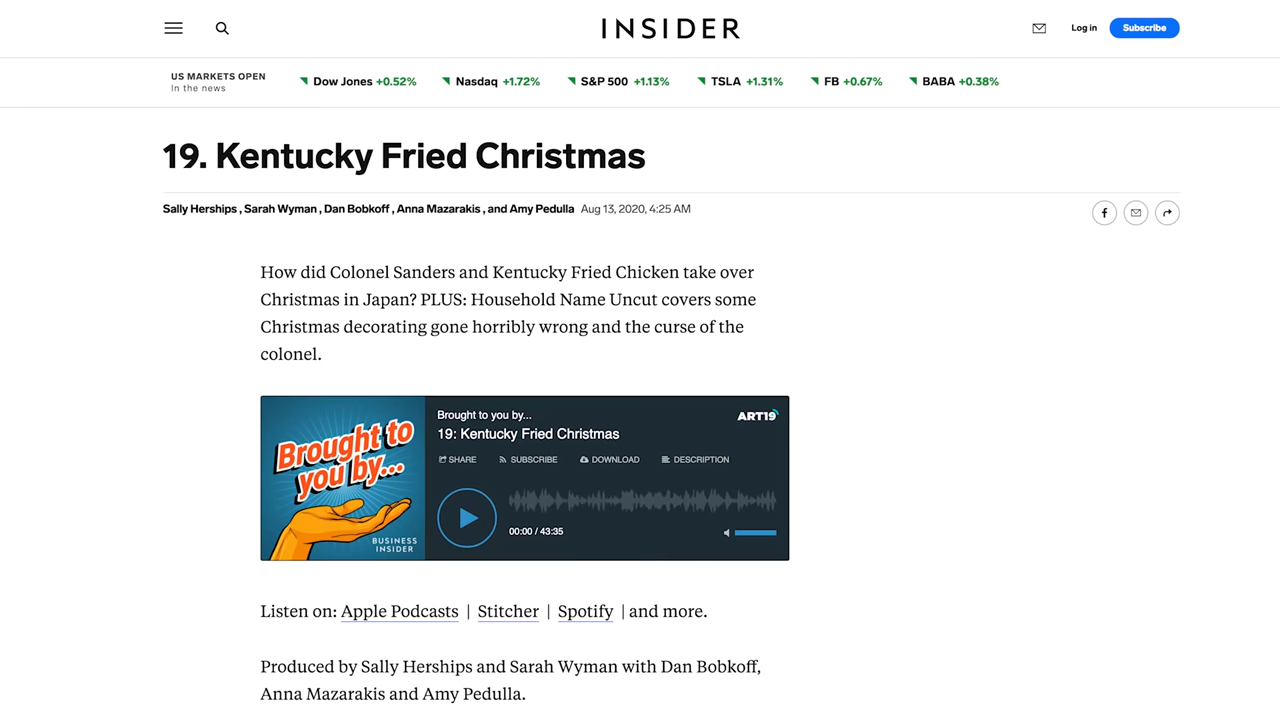 INSIDER
Log in
Subscribe
US MARKETS OPEN
In the news
Dow Jones +0.52%
Nasdaq +1.72%
S&P 500 +1.13%
TSLA +1.31%
FB +0.67%
BABA +0.38%
19. Kentucky Fried Christmas
Sally Herships , Sarah Wyman , Dan Bobkoff , Anna Mazarakis , and Amy Pedulla Aug 13, 2020, 4:25 AM
How did Colonel Sanders and Kentucky Fried Chicken take over
Christmas in Japan? PLUS: Household Name Uncut covers some
Christmas decorating gone horribly wrong and the curse of the
colonel.
Brought to
you by...
BUSINESS
INSIDER
Brought to you by...
ART19
19: Kentucky Fried Christmas
SHARE
SUBSCRIBE
DOWNLOAD
DESCRIPTION
00:00 / 43:35
Listen on: Apple Podcasts | Stitcher | Spotify | and more.
Produced by Sally Herships and Sarah Wyman with Dan Bobkoff,
Anna Mazarakis and Amy Pedulla.